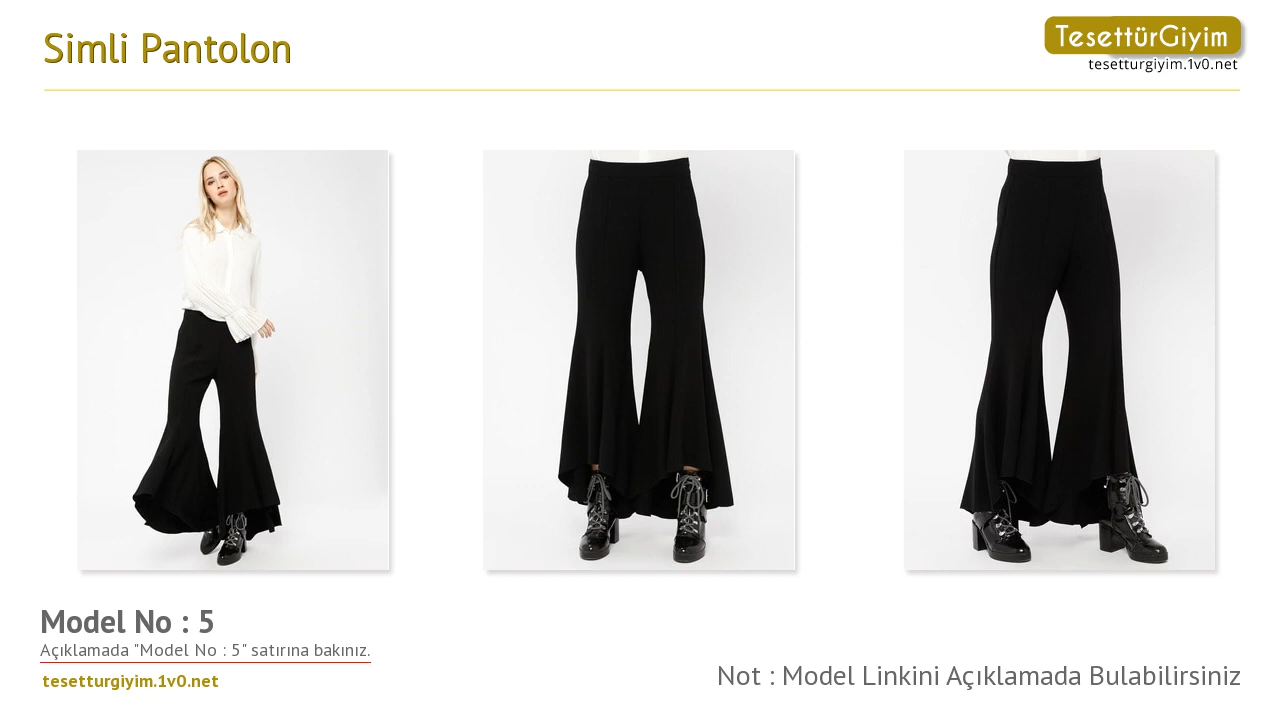 Simli Pantolon
TesettürGiyim
tesetturgiyim.1v0.net
Model No : 5
Açıklamada "Model No : 5" satırına bakınız.
tesetturgiyim.1v0.net
Not : Model Linkini Açıklamada Bulabilirsiniz